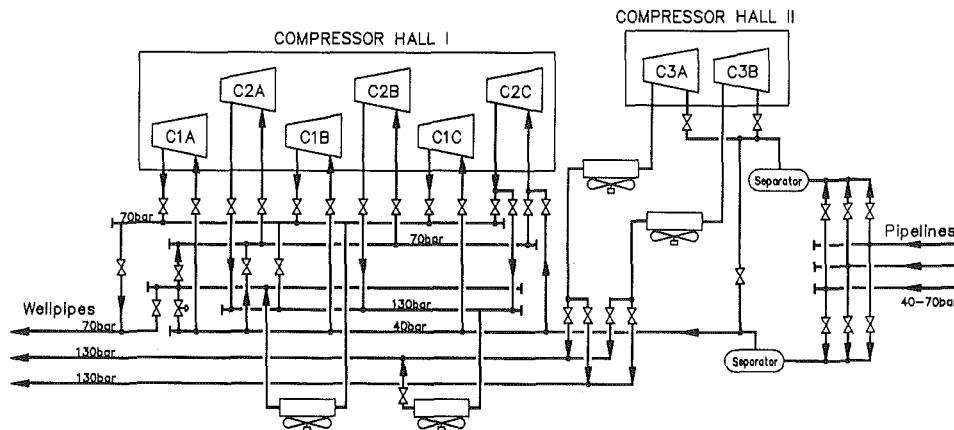 COMPRESSOR HALL I
COMPRESSOR HALL II
C1A
C2A
C1B
C2B
C1C
C2C
C3A
C3B
Separator
70bar
70bar
Pipelines
40-70bar
130bar
Wellpipes
70bar
40bar
130bar
130bar
Separator